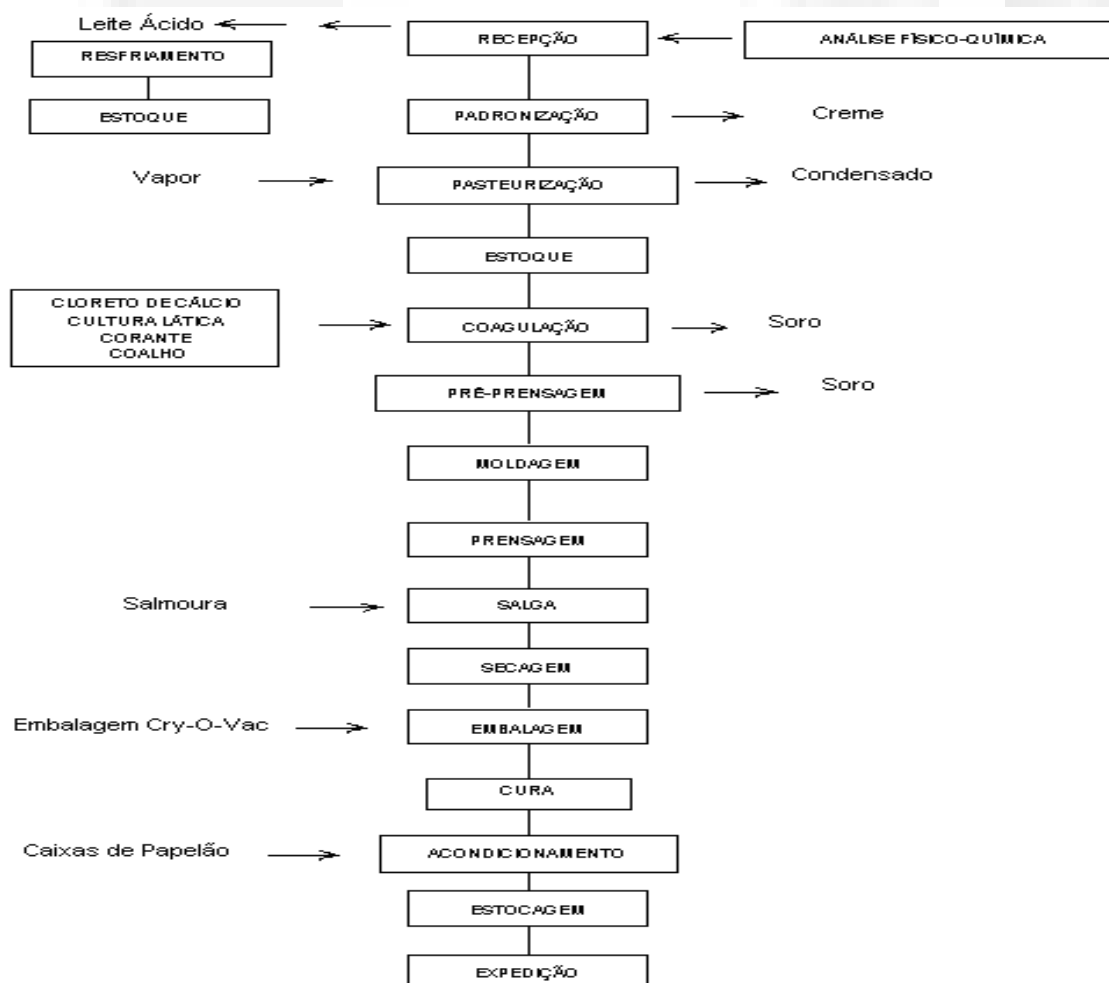 Leite Ácido
RECEPÇÃO
ANÁLISE FÍSICO-QUÍMICA
RESFRIAMENTO
ESTOQUE
PADRONIZAÇÃO
Creme
Vapor
PASTEURIZAÇÃO
Condensado
ESTOQUE
CLORETO DE CÁLCIO
CULTURA LÁTICA
CORANTE
COALHO
COAGULAÇÃO
Soro
PRÉ-PRENSAGEM
Soro
MOLDAGEM
PRENSAGEM
Salmoura
SALGA
SECAGEM
Embalagem Cry-O-Vac
EMBALAGEM
CURA
Caixas de Papelão
ACONDICIONAMENTO
ESTOCAGEM
EXPEDIÇÃO